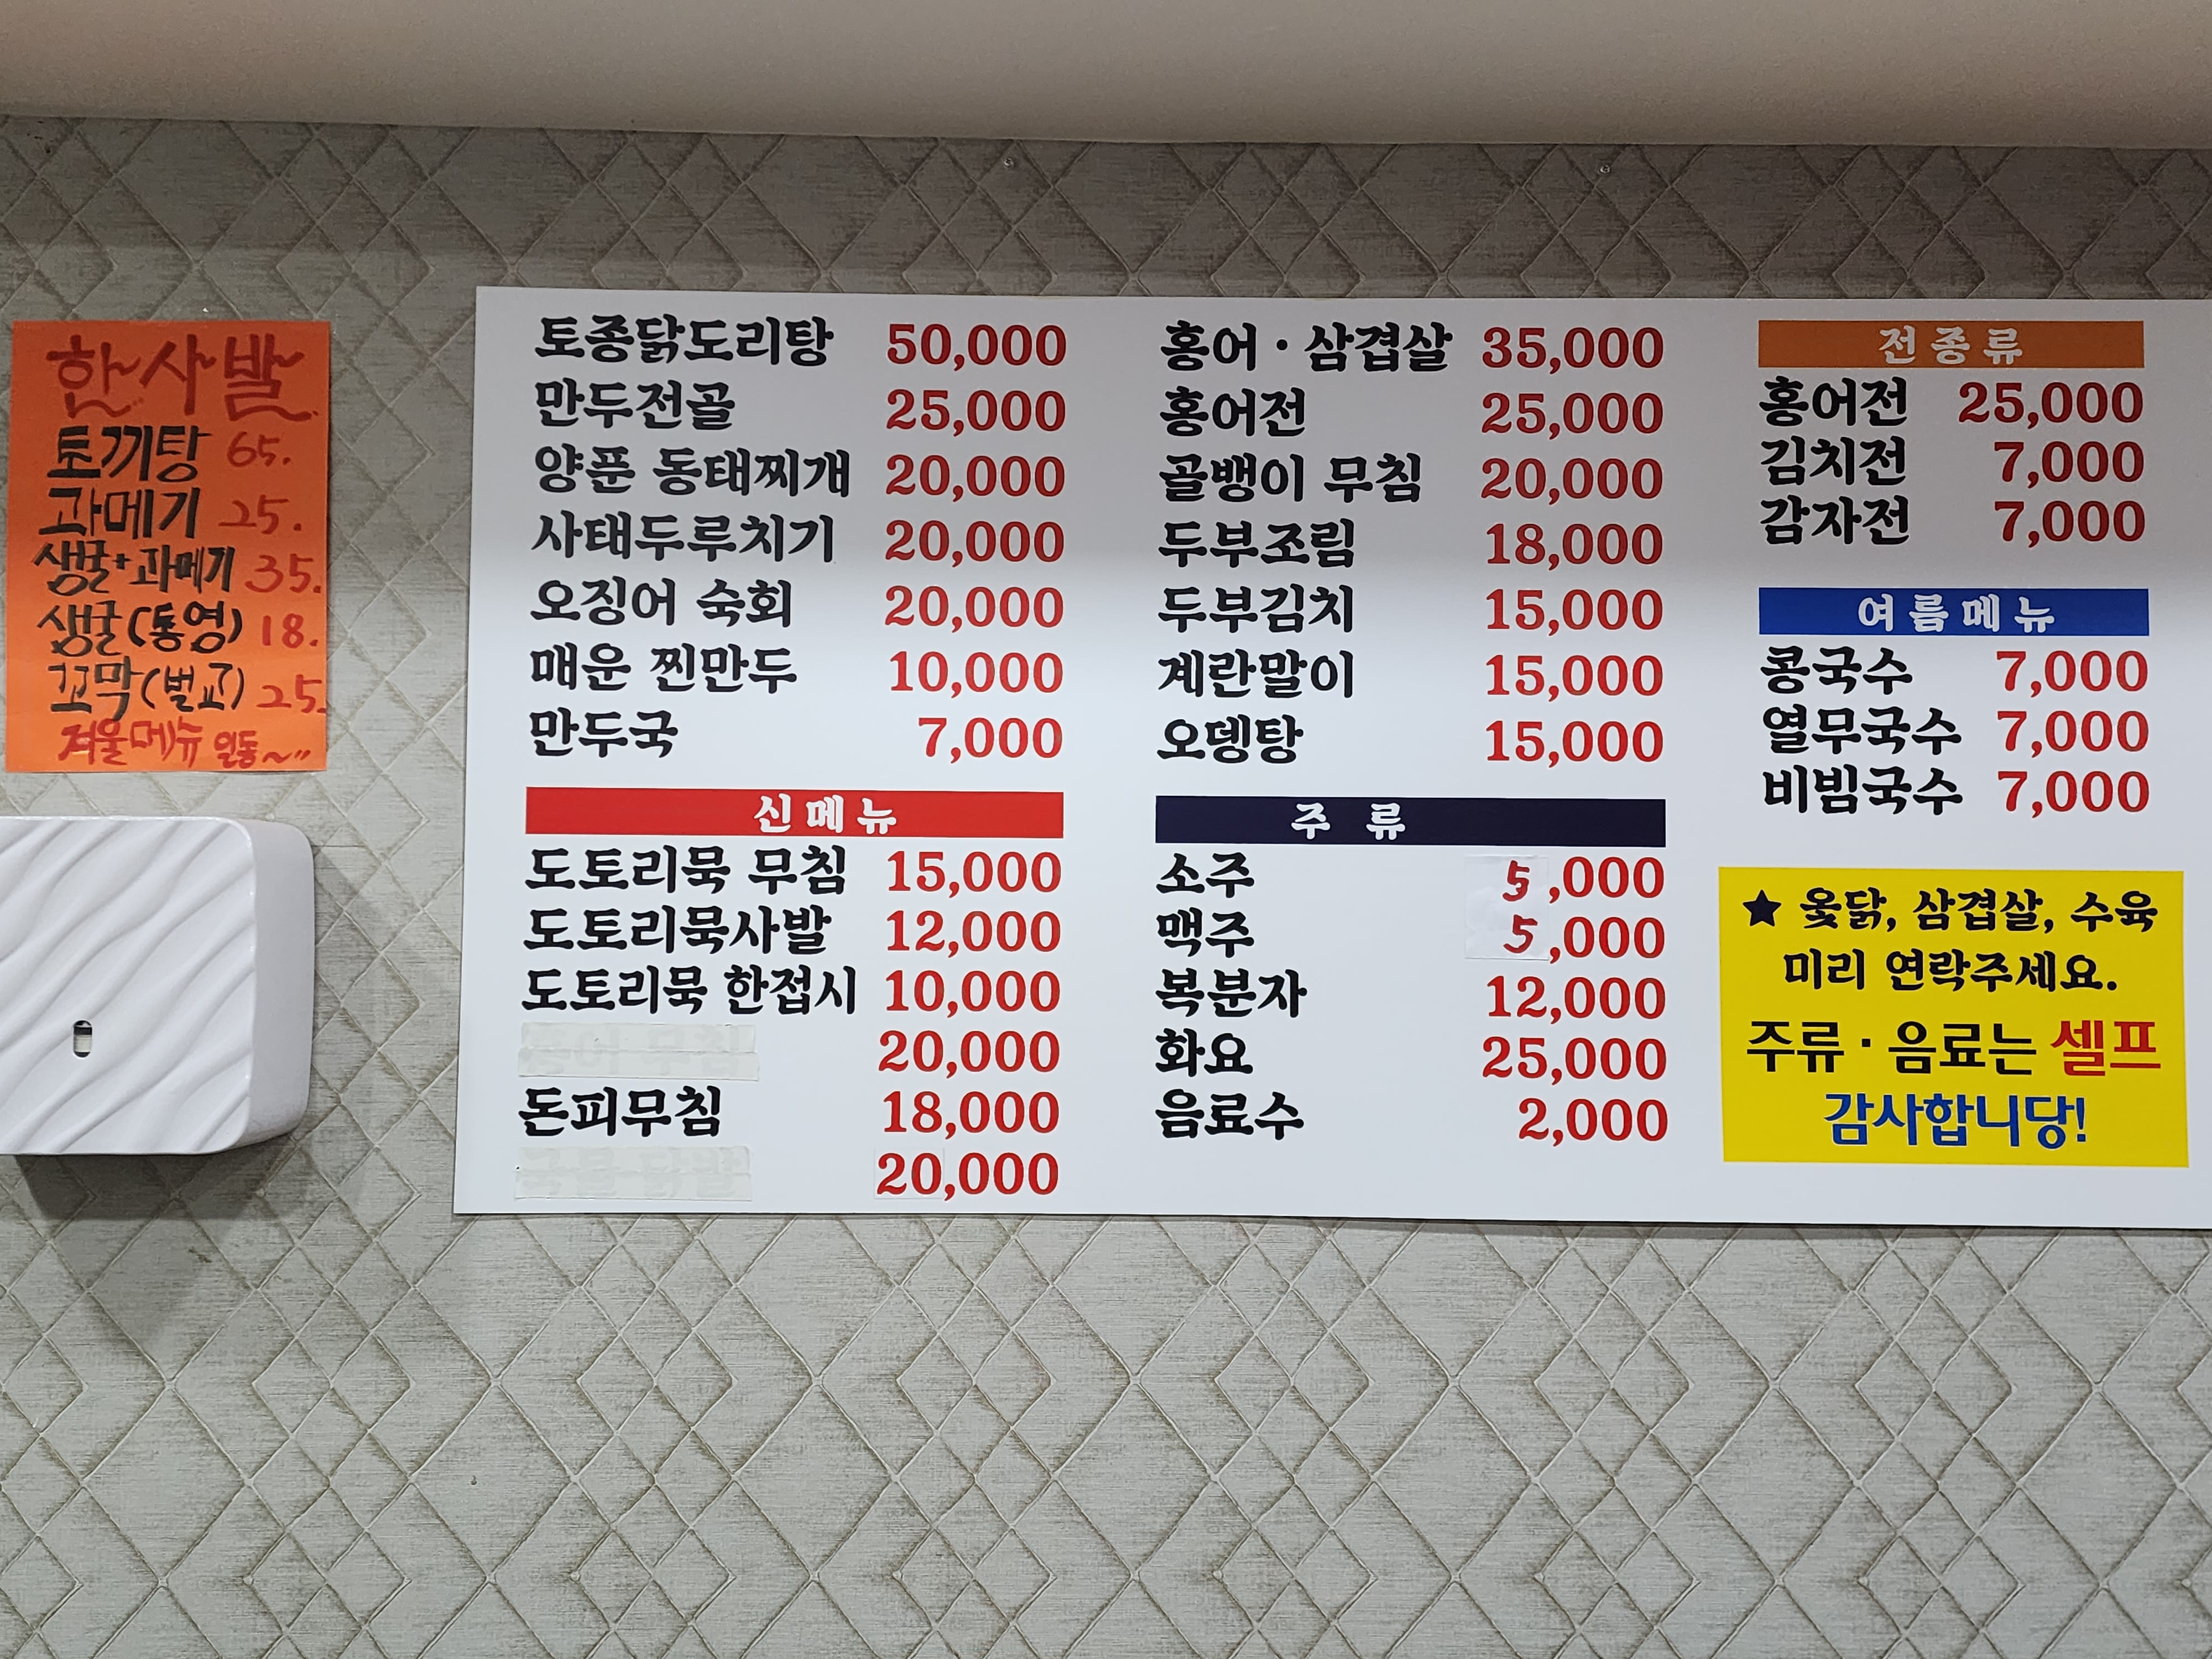 한사발
토끼탕 65.
과메기 25.
생굴+과메기 35.
생굴(통영) 18.
꼬막(벌교) 25.
겨울메뉴 일동~"
토종닭도리탕 50,000
만두전골 25,000
양푼 동태찌개 20,000
사태두루치기 20,000
오징어 숙회 20,000
매운 찐만두 10,000
만두국 7,000
신메뉴
도토리묵 무침 15,000
도토리묵사발 12,000
도토리묵 한접시 10,000
20,000
돈피무침 18,000
20,000
홍어·삼겹살 35,000
홍어전 25,000
골뱅이 무침 20,000
두부조림 18,000
두부김치 15,000
계란말이 15,000
오뎅탕 15,000
주 류
소주 5,000
맥주 5,000
복분자 12,000
화요 25,000
음료수 2,000
전종류
홍어전 25,000
김치전 7,000
감자전 7,000
여름메뉴
콩국수 7,000
열무국수 7,000
비빔국수 7,000
★ 옻닭, 삼겹살, 수육
미리 연락주세요.
주류·음료는 셀프
감사합니당!